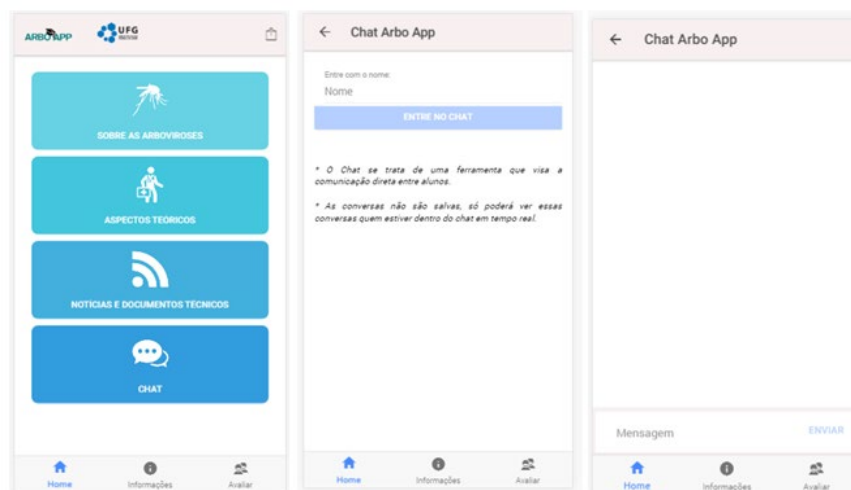 ARBO APP
UFG
SOBRE AS ARBOVIROSES
ASPECTOS TEÓRICOS
NOTÍCIAS E DOCUMENTOS TÉCNICOS
CHAT
Home Informações Avaliar
Chat Arbo App
Entre com o nome:
Nome
ENTRE NO CHAT
* O Chat se trata de uma ferramenta que visa a
comunicação direta entre alunos.
* As conversas não são salvas, só poderá ver essas
conversas quem estiver dentro do chat em tempo real.
Home Informações Avaliar
Chat Arbo App
Mensagem ENVIAR
Home Informações Avaliar